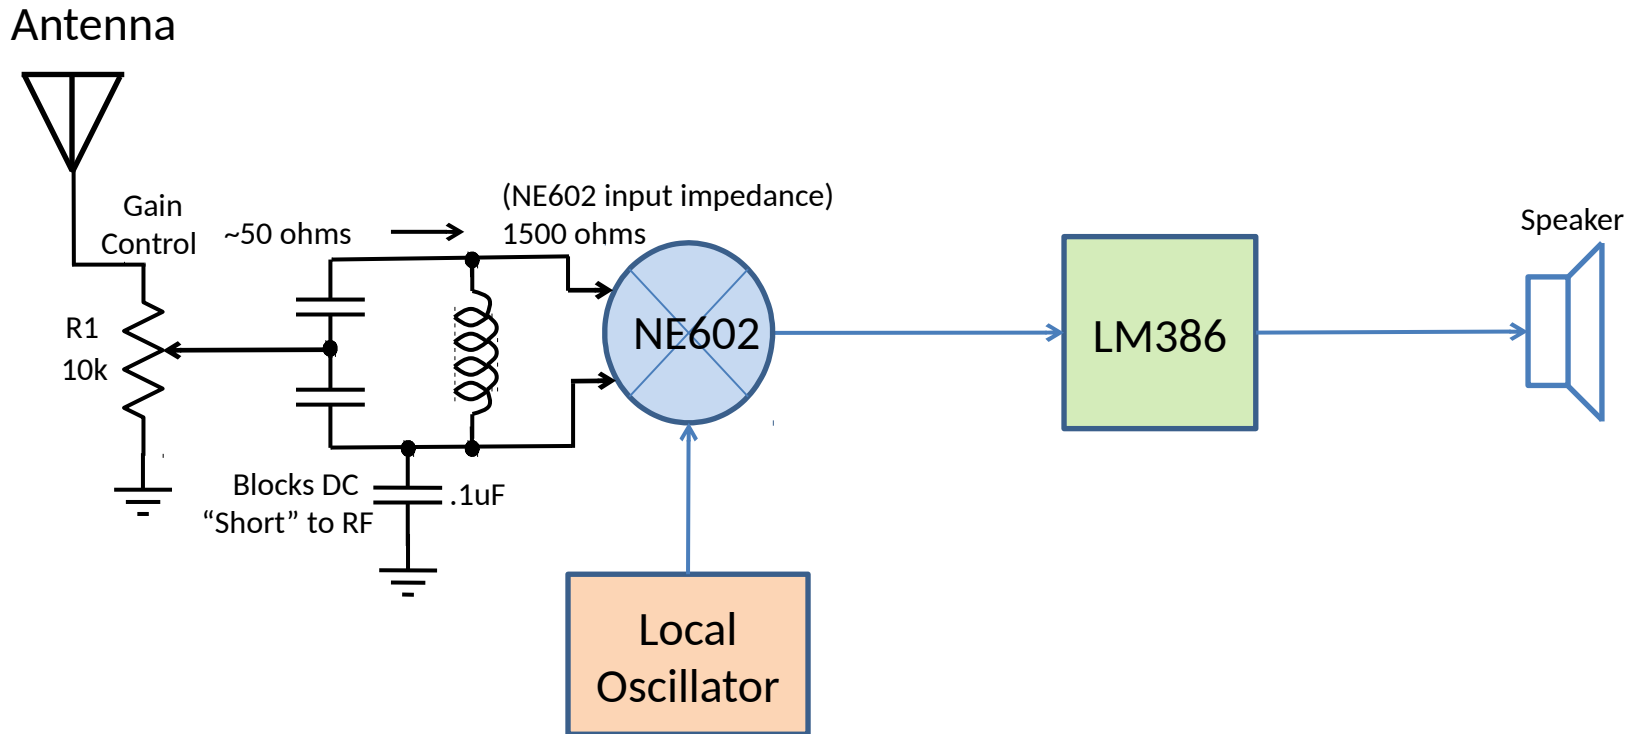 Antenna
Gain
Control
~50 ohms
(NE602 input impedance)
1500 ohms
Speaker
R1
10k
NE602
LM386
Blocks DC
“Short” to RF
.1uF
Local
Oscillator